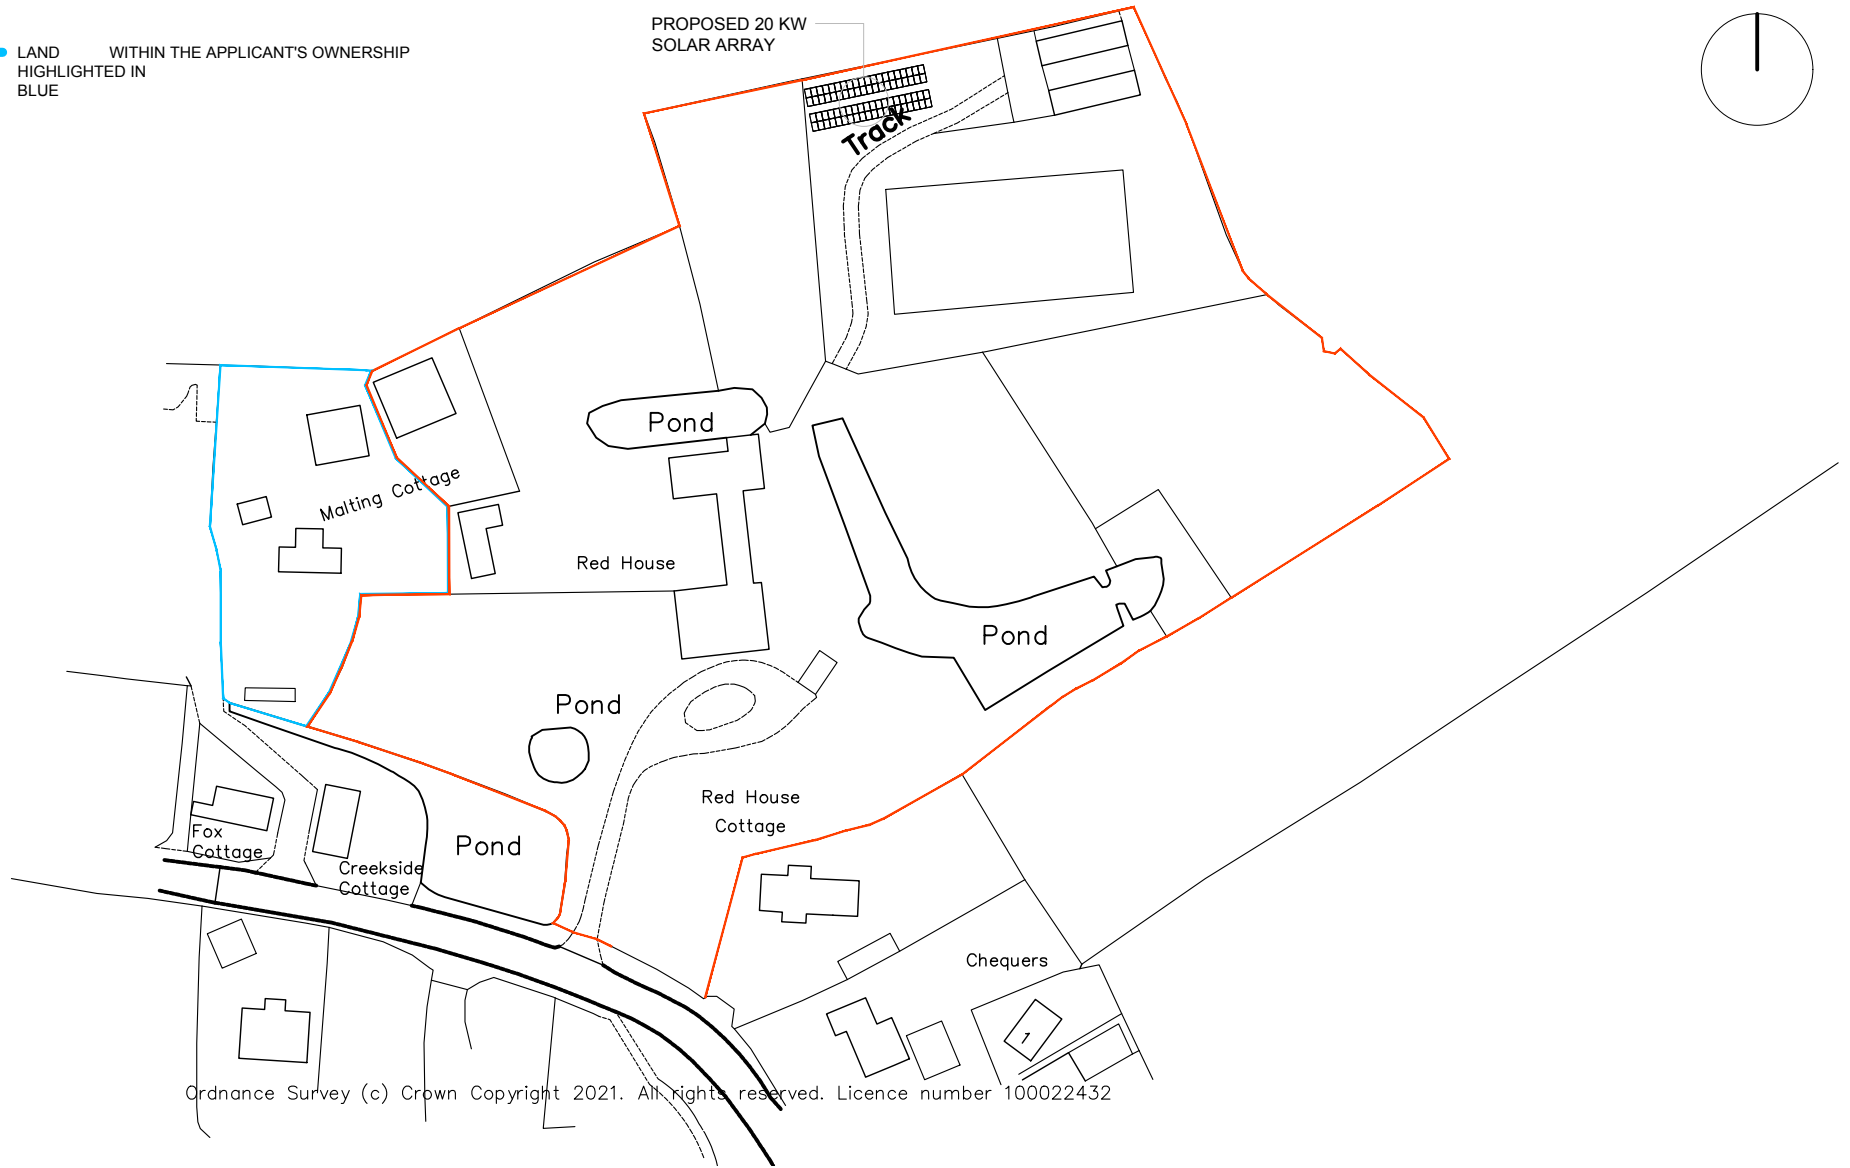 PROPOSED 20 KW
SOLAR ARRAY
LAND WITHIN THE APPLICANT'S OWNERSHIP
HIGHLIGHTED IN
BLUE
Track
Pond
Malting Cottage
Red House
Pond
Pond
Red House
Cottage
Fox
Cottage
Pond
Creekside
Cottage
Chequers
1
Ordnance Survey (c) Crown Copyright 2021. All rights reserved. Licence number 100022432